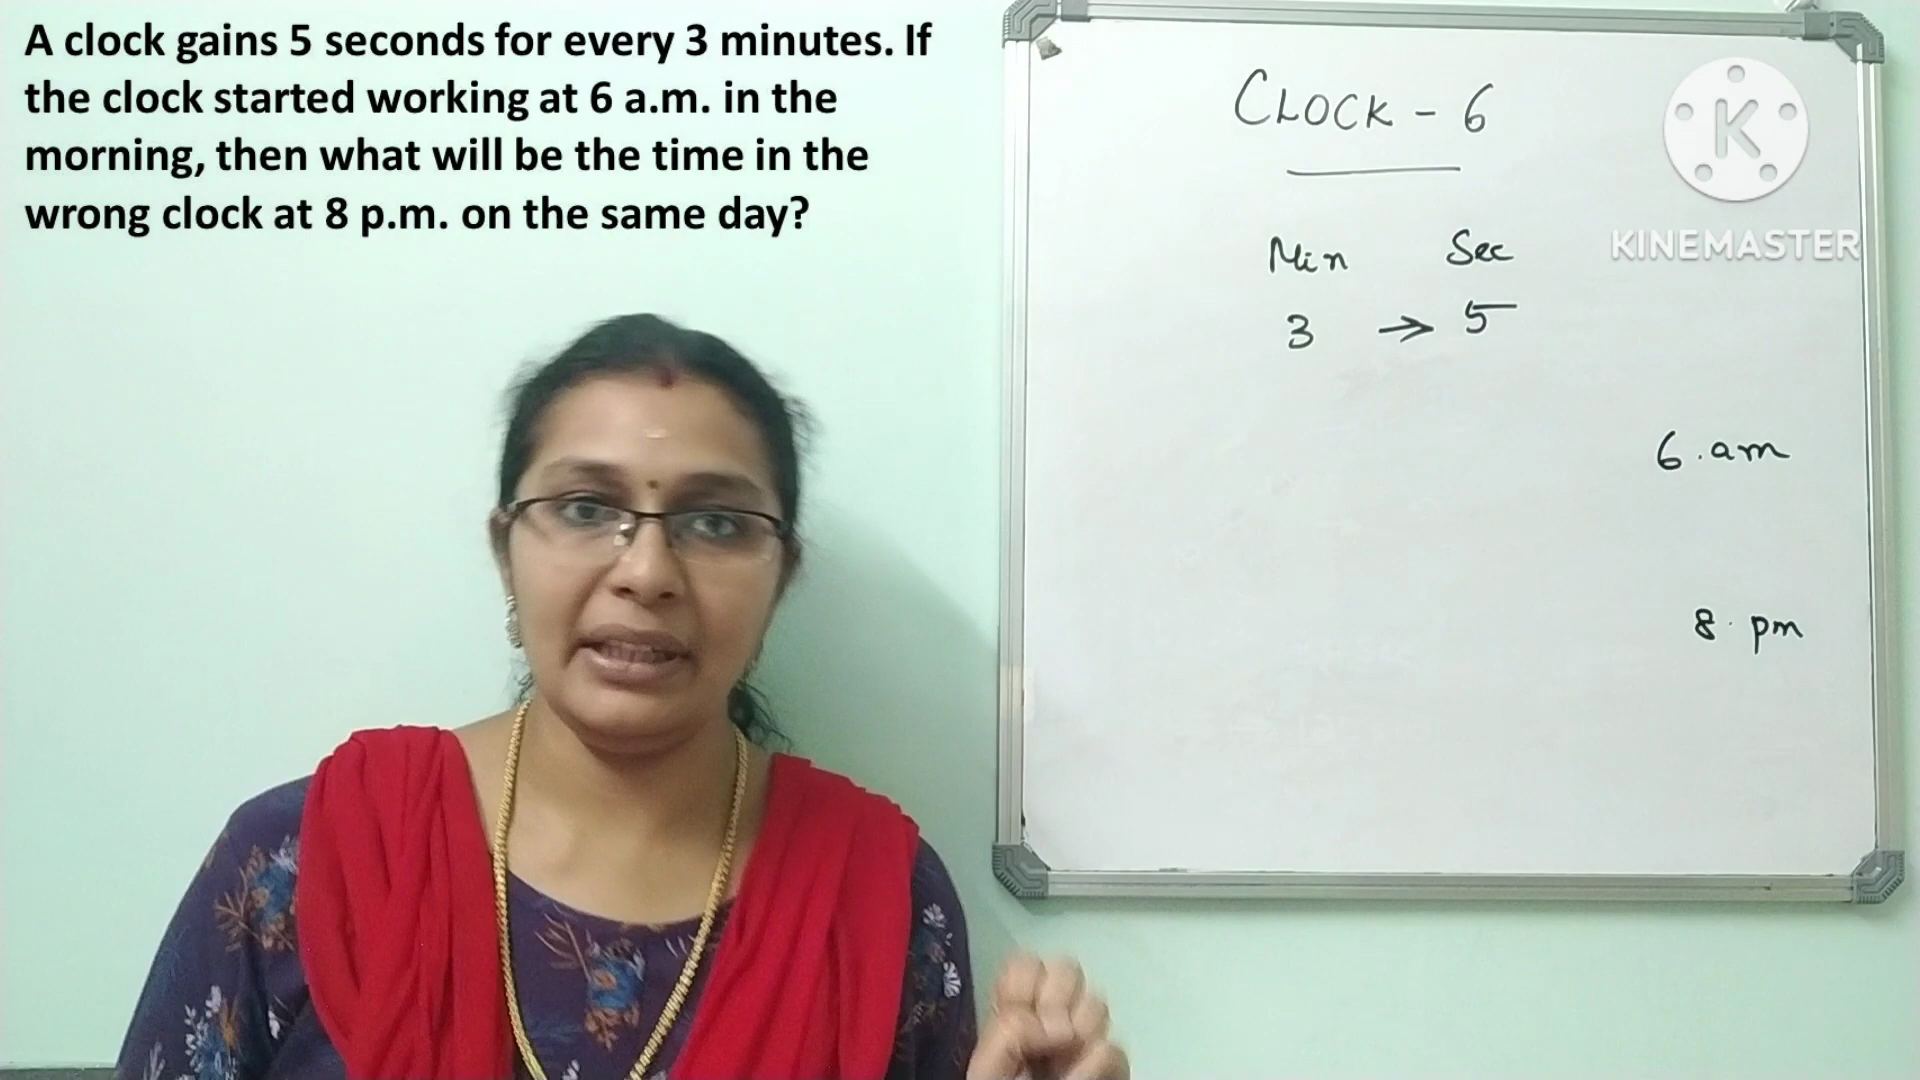 A clock gains 5 seconds for every 3 minutes. If
the clock started working at 6 a.m. in the
morning, then what will be the time in the
wrong clock at 8 p.m. on the same day?
CLOCK - 6
K
KINEMASTER
Min Sec
3 → 5
6.am
8. pm